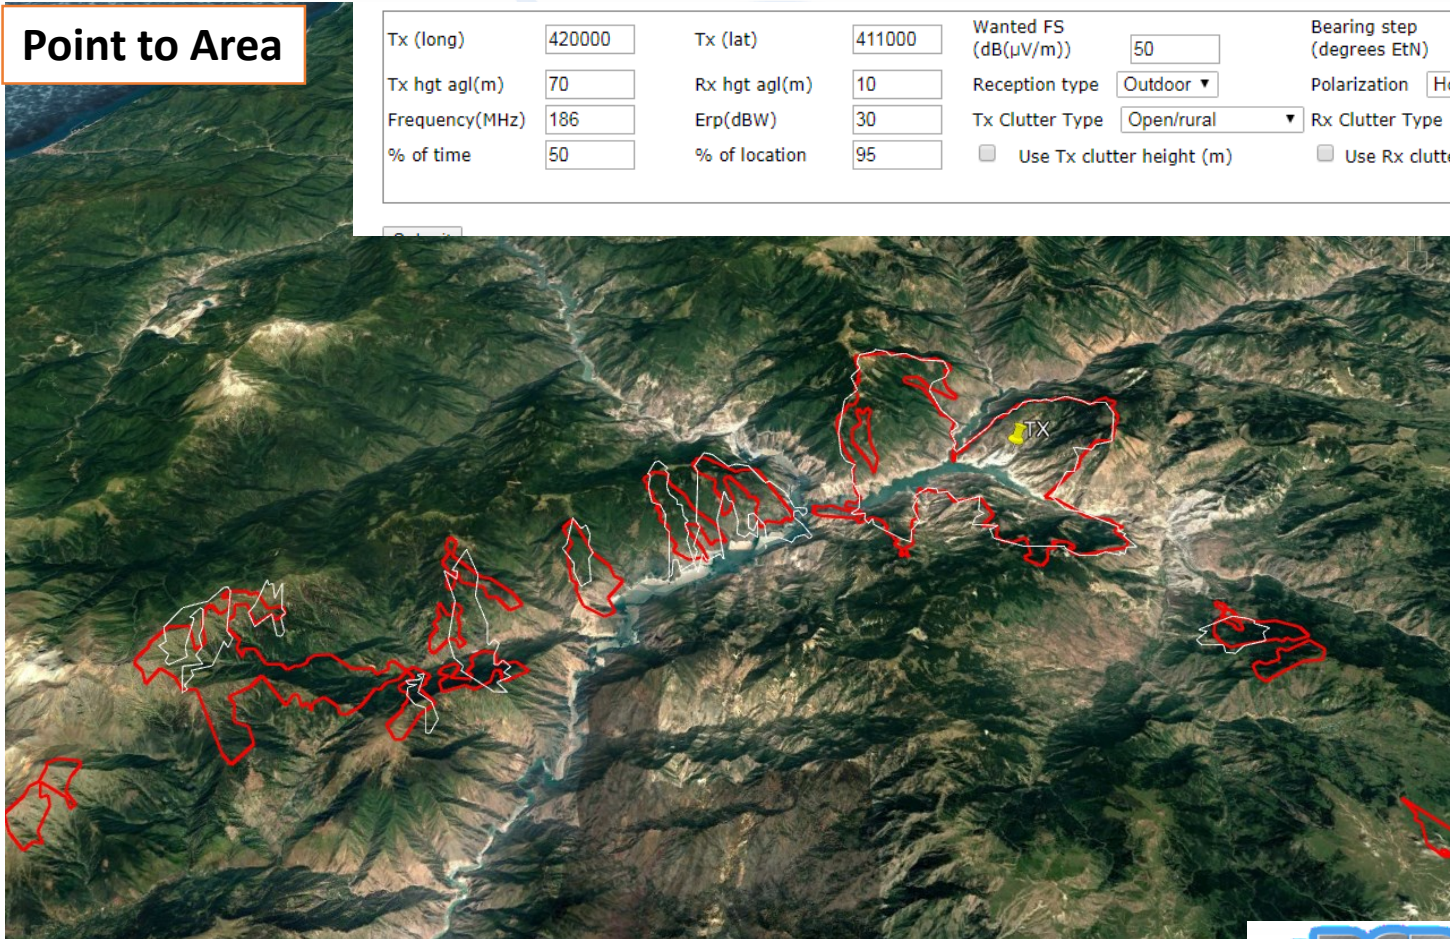 Point to Area
Tx (long) 420000 Tx (lat) 411000 Wanted FS (dB(μV/m)) 50 Bearing step (degrees EtN)
Tx hgt agl(m) 70 Rx hgt agl(m) 10 Reception type Outdoor Polarization
Frequency(MHz) 186 Erp(dBW) 30 Tx Clutter Type Open/rural Rx Clutter Type
% of time 50 % of location 95 Use Tx clutter height (m) Use Rx
TX